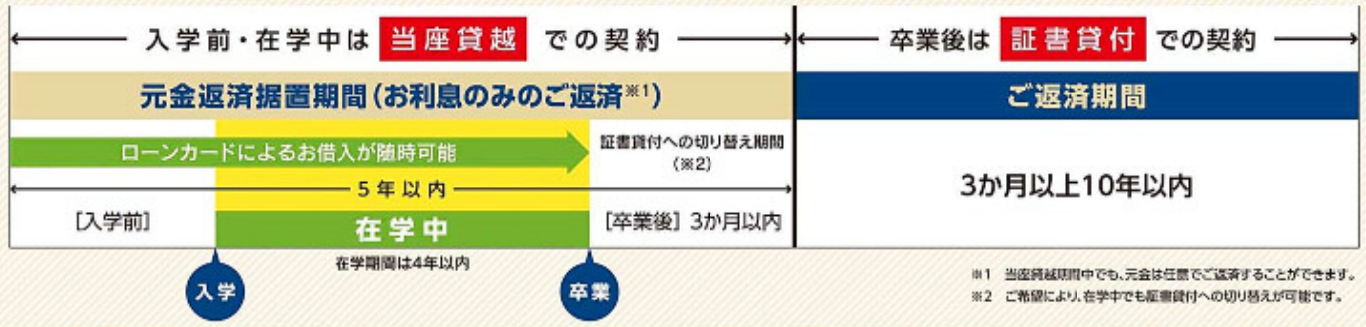 入学前・在学中は 当座貸越 での契約
卒業後は 証書貸付 での契約
元金返済据置期間(お利息のみのご返済※1)
ご返済期間
ローンカードによるお借入が随時可能
証書貸付への切り替え期間
(※2)
5年以内
3か月以上10年以内
[入学前]
在学中
[卒業後] 3か月以内
在学期間は4年以内
入学
卒業
※1 当座貸越期間中でも、元金は任意でご返済することができます。
※2 ご希望により、在学中でも証書貸付への切り替えが可能です。